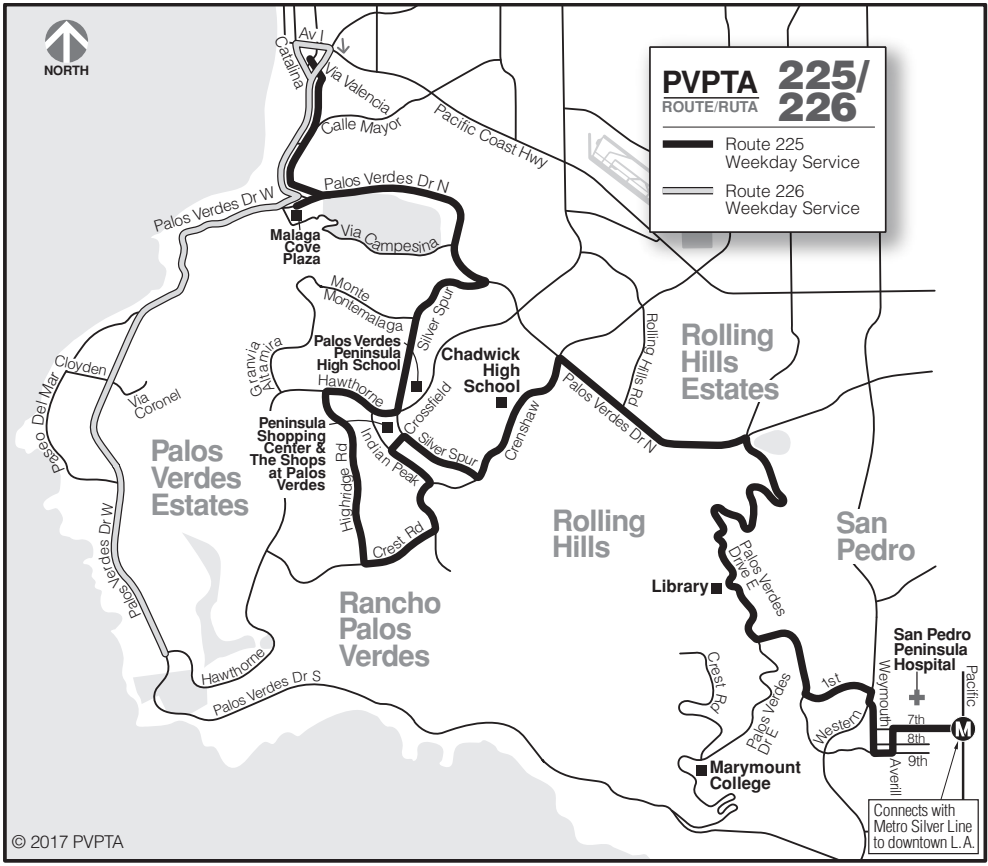 NORTH
Av I
Catalina
Via Valencia
Calle Mayor
Pacific Coast Hwy
PVPTA
ROUTE/RUTA
225/
226
Route 225
Weekday Service
Route 226
Weekday Service
Palos Verdes Dr W
Palos Verdes Dr N
Malaga
Cove
Plaza
Via Campesina
Monte
Montemalaga
Silver Spur
Granvia
Altamira
Palos Verdes
Peninsula
High School
Chadwick
High
School
Rolling Hills Rd
Rolling
Hills
Estates
Cloyden
Paseo Del Mar
Via
Coronel
Hawthorne
Crossfield
Peninsula
Shopping
Center &
The Shops
at Palos
Verdes
Indian Peak
Silver Spur
Crenshaw
Palos Verdes Dr N
Palos
Verdes
Estates
Highridge Rd
Crest Rd
Rolling
Hills
San
Pedro
Palos Verdes Dr W
Palos Verdes
Drive E
Library
Rancho
Palos
Verdes
Hawthorne
Palos Verdes Dr S
Crest Rd
Palos Verdes
Dr E
1st
Western
Weymouth
San Pedro
Peninsula
Hospital
Pacific
7th
8th
9th
M
Averill
Marymount
College
Connects with
Metro Silver Line
to downtown L.A.
© 2017 PVPTA